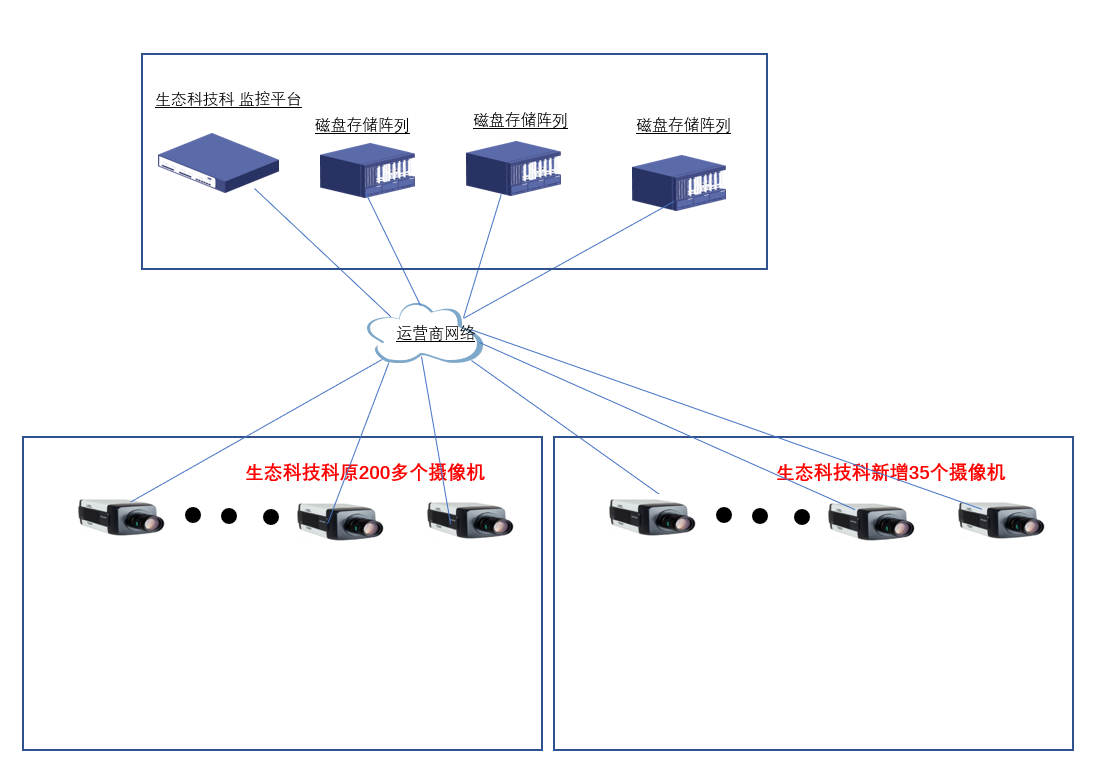 生态科技科 监控平台
磁盘存储阵列
磁盘存储阵列
磁盘存储阵列
运营商网络
生态科技科原200多个摄像机
生态科技科新增35个摄像机